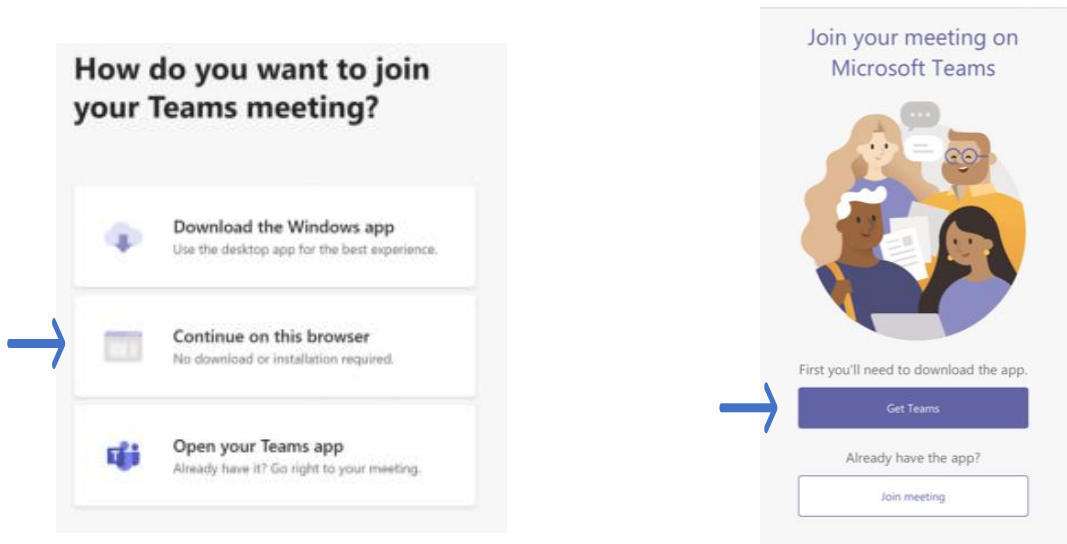 How do you want to join
your Teams meeting?
Download the Windows app
Use the desktop app for the best experience.
Continue on this browser
No download or installation required.
Open your Teams app
Already have it? Go right to your meeting.
Join your meeting on
Microsoft Teams
First you'll need to download the app.
Get Teams
Already have the app?
Join meeting